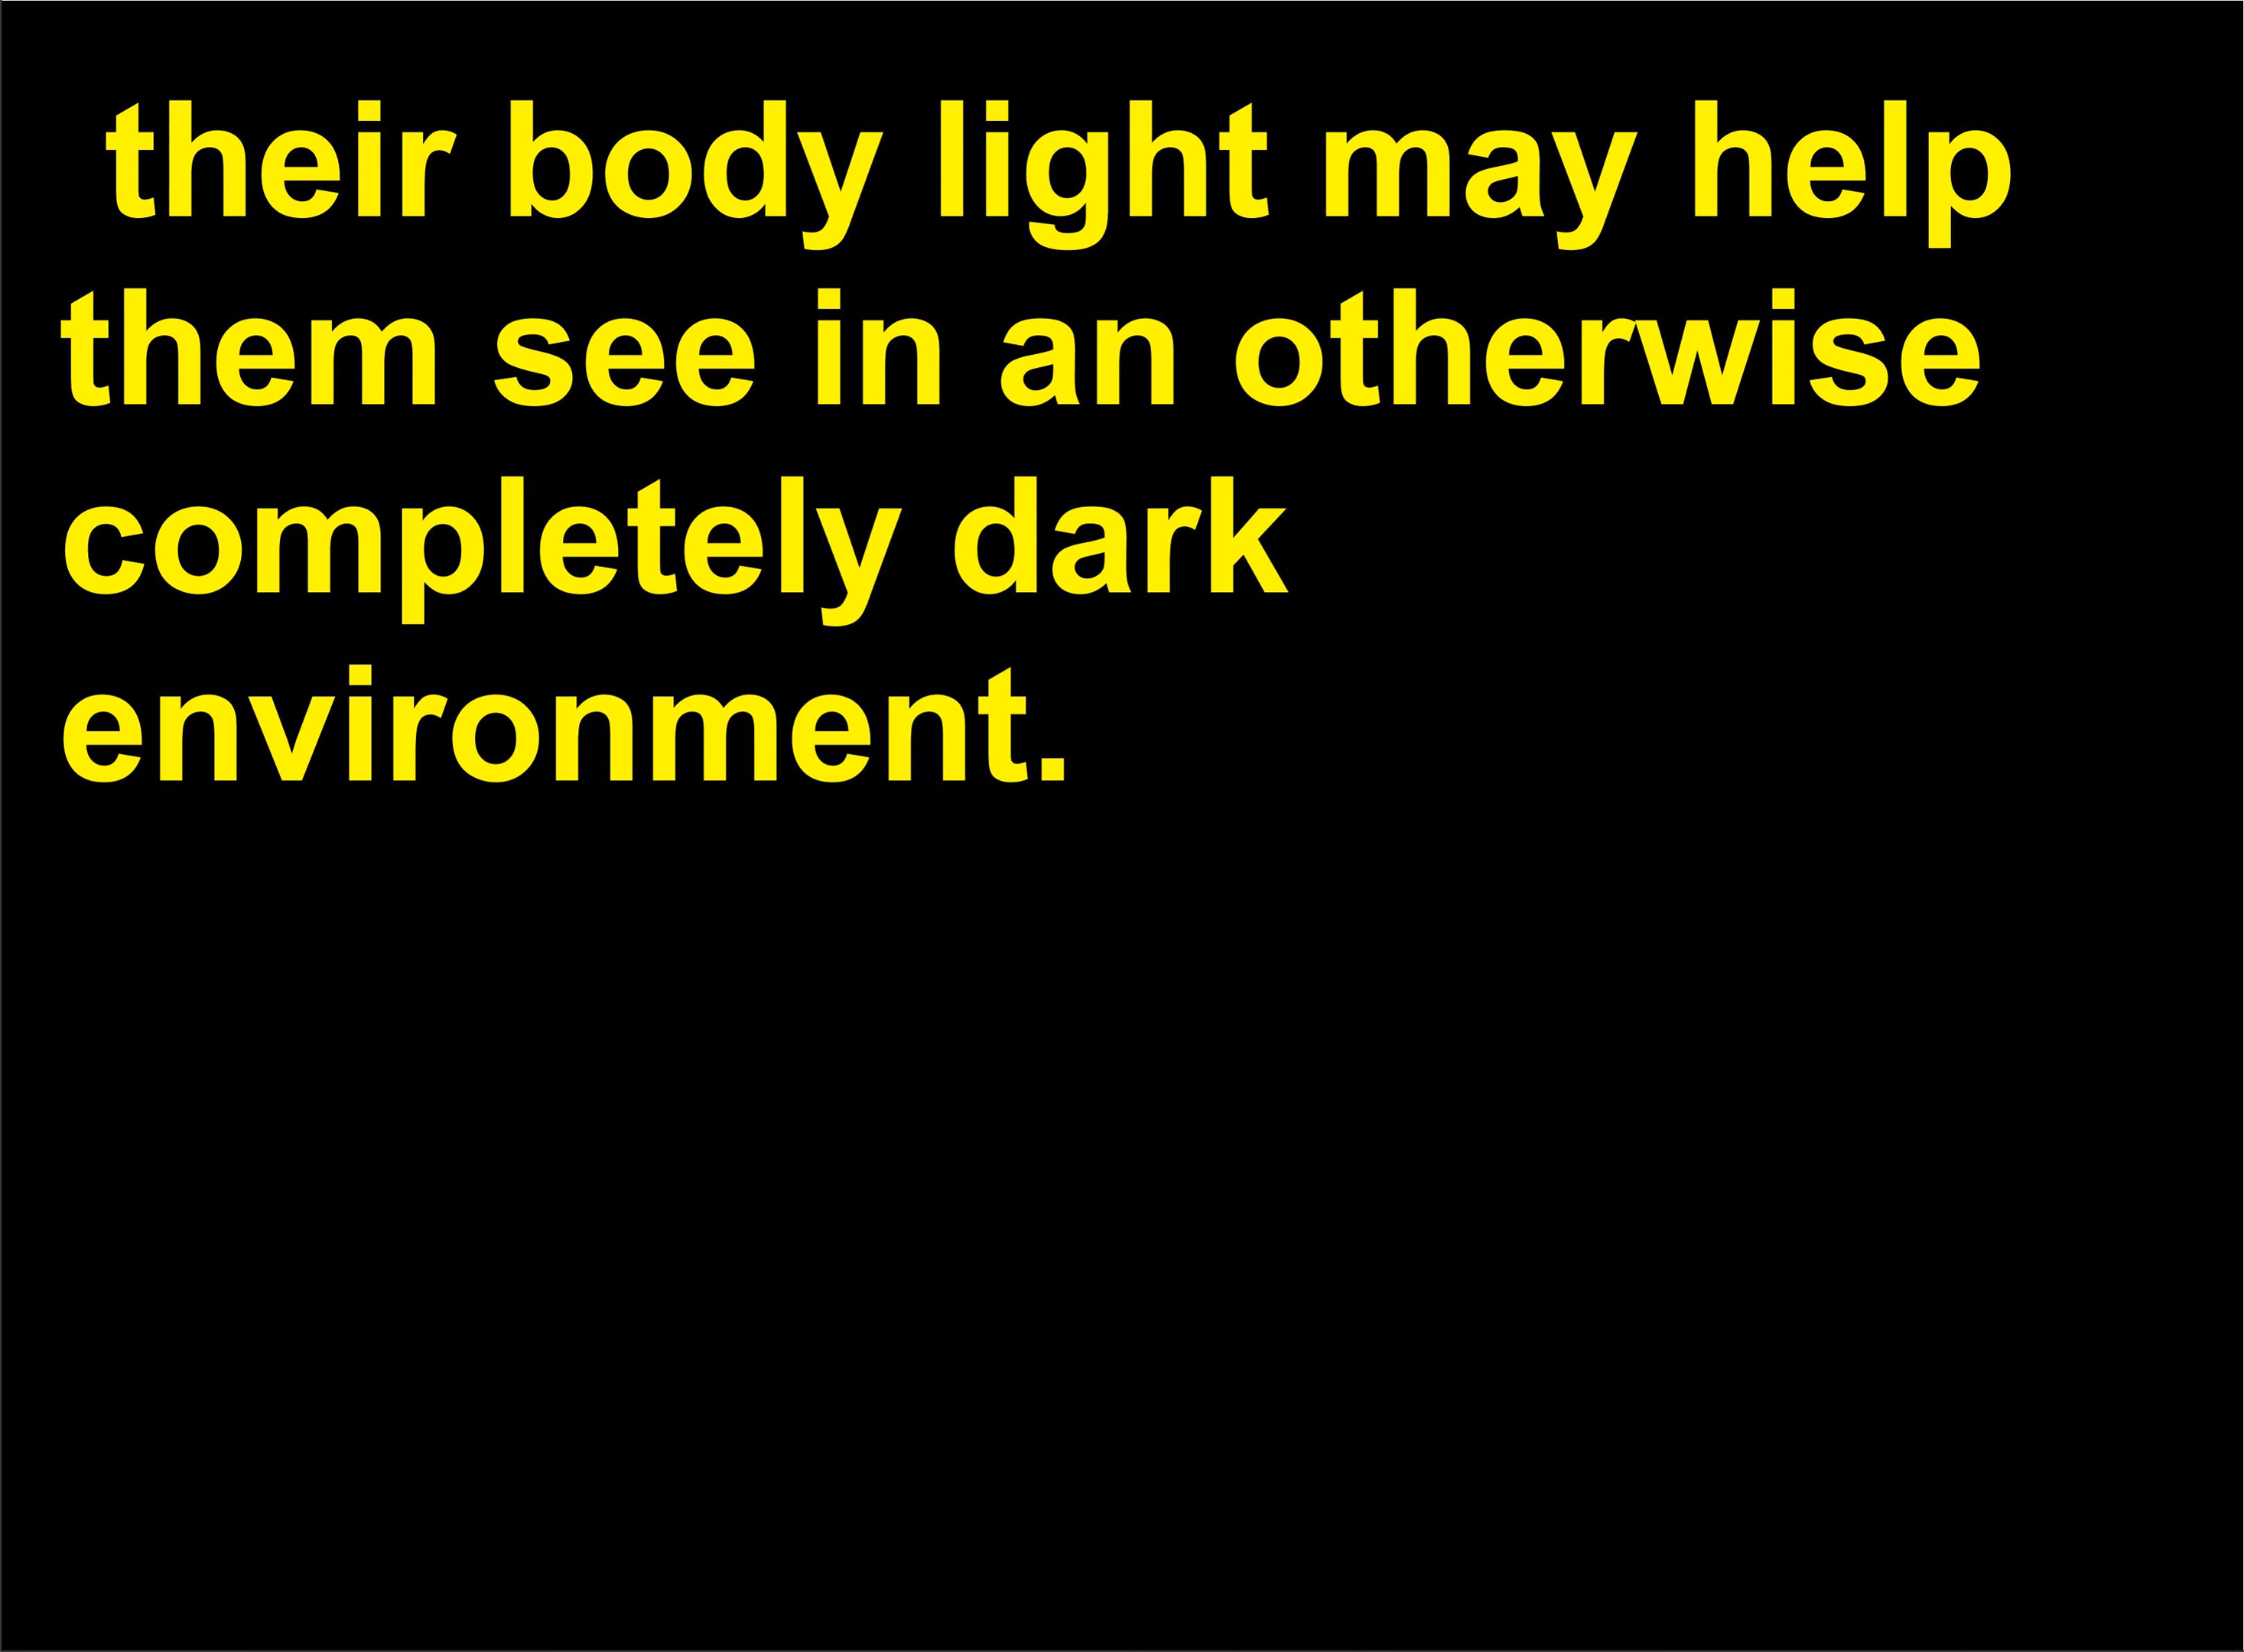 their body light may help
them see in an otherwise
completely dark
environment.